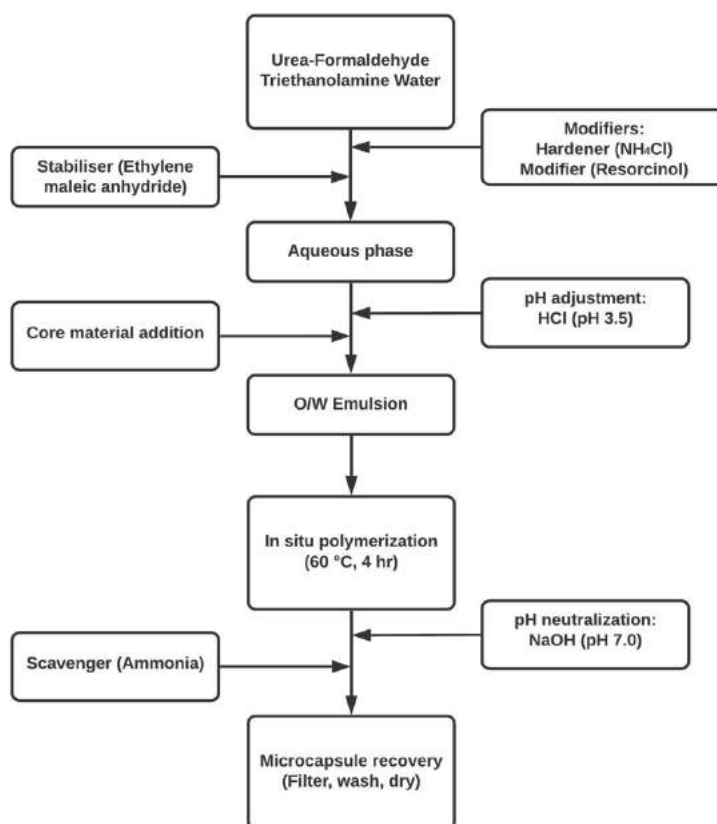 Urea-Formaldehyde
Triethanolamine Water
Modifiers:
Hardener (NH₄Cl)
Modifier (Resorcinol)
Stabiliser (Ethylene
maleic anhydride)
Aqueous phase
pH adjustment:
HCl (pH 3.5)
Core material addition
O/W Emulsion
In situ polymerization
(60 °C, 4 hr)
pH neutralization:
NaOH (pH 7.0)
Scavenger (Ammonia)
Microcapsule recovery
(Filter, wash, dry)